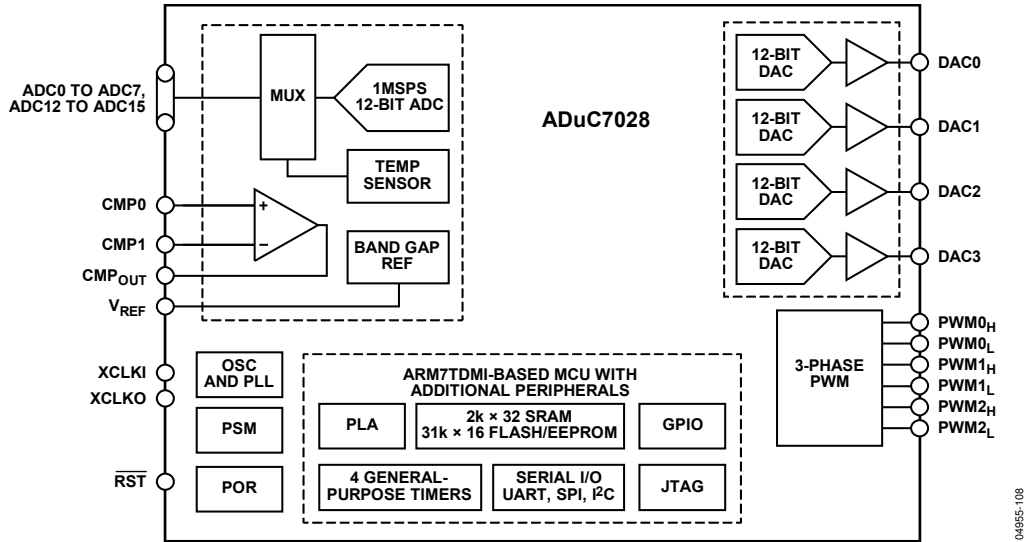 ADuC7028
ADC0 TO ADC7,
ADC12 TO ADC15
MUX
1MSPS
12-BIT ADC
TEMP
SENSOR
CMP0
CMP1
CMPOUT
VREF
+
−
BAND GAP
REF
12-BIT
DAC
DAC0
12-BIT
DAC
DAC1
12-BIT
DAC
DAC2
12-BIT
DAC
DAC3
3-PHASE
PWM
PWM0H
PWM0L
PWM1H
PWM1L
PWM2H
PWM2L
XCLKI
XCLKO
RST
OSC
AND PLL
PSM
POR
ARM7TDMI-BASED MCU WITH
ADDITIONAL PERIPHERALS
PLA
2k × 32 SRAM
31k × 16 FLASH/EEPROM
GPIO
4 GENERAL-
PURPOSE TIMERS
SERIAL I/O
UART, SPI, I2C
JTAG
04955-108